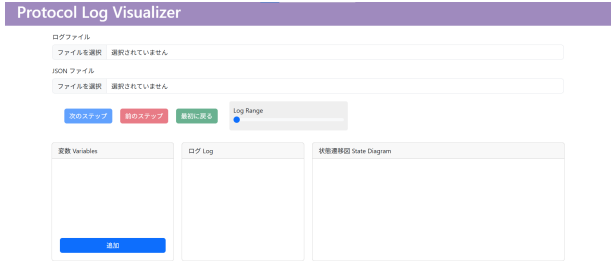 Protocol Log Visualizer
ログファイル
ファイルを選択 選択されていません
JSON ファイル
ファイルを選択 選択されていません
次のステップ 前のステップ 最初に戻る Log Range
変数 Variables ログ Log 状態遷移図 State Diagram
追加